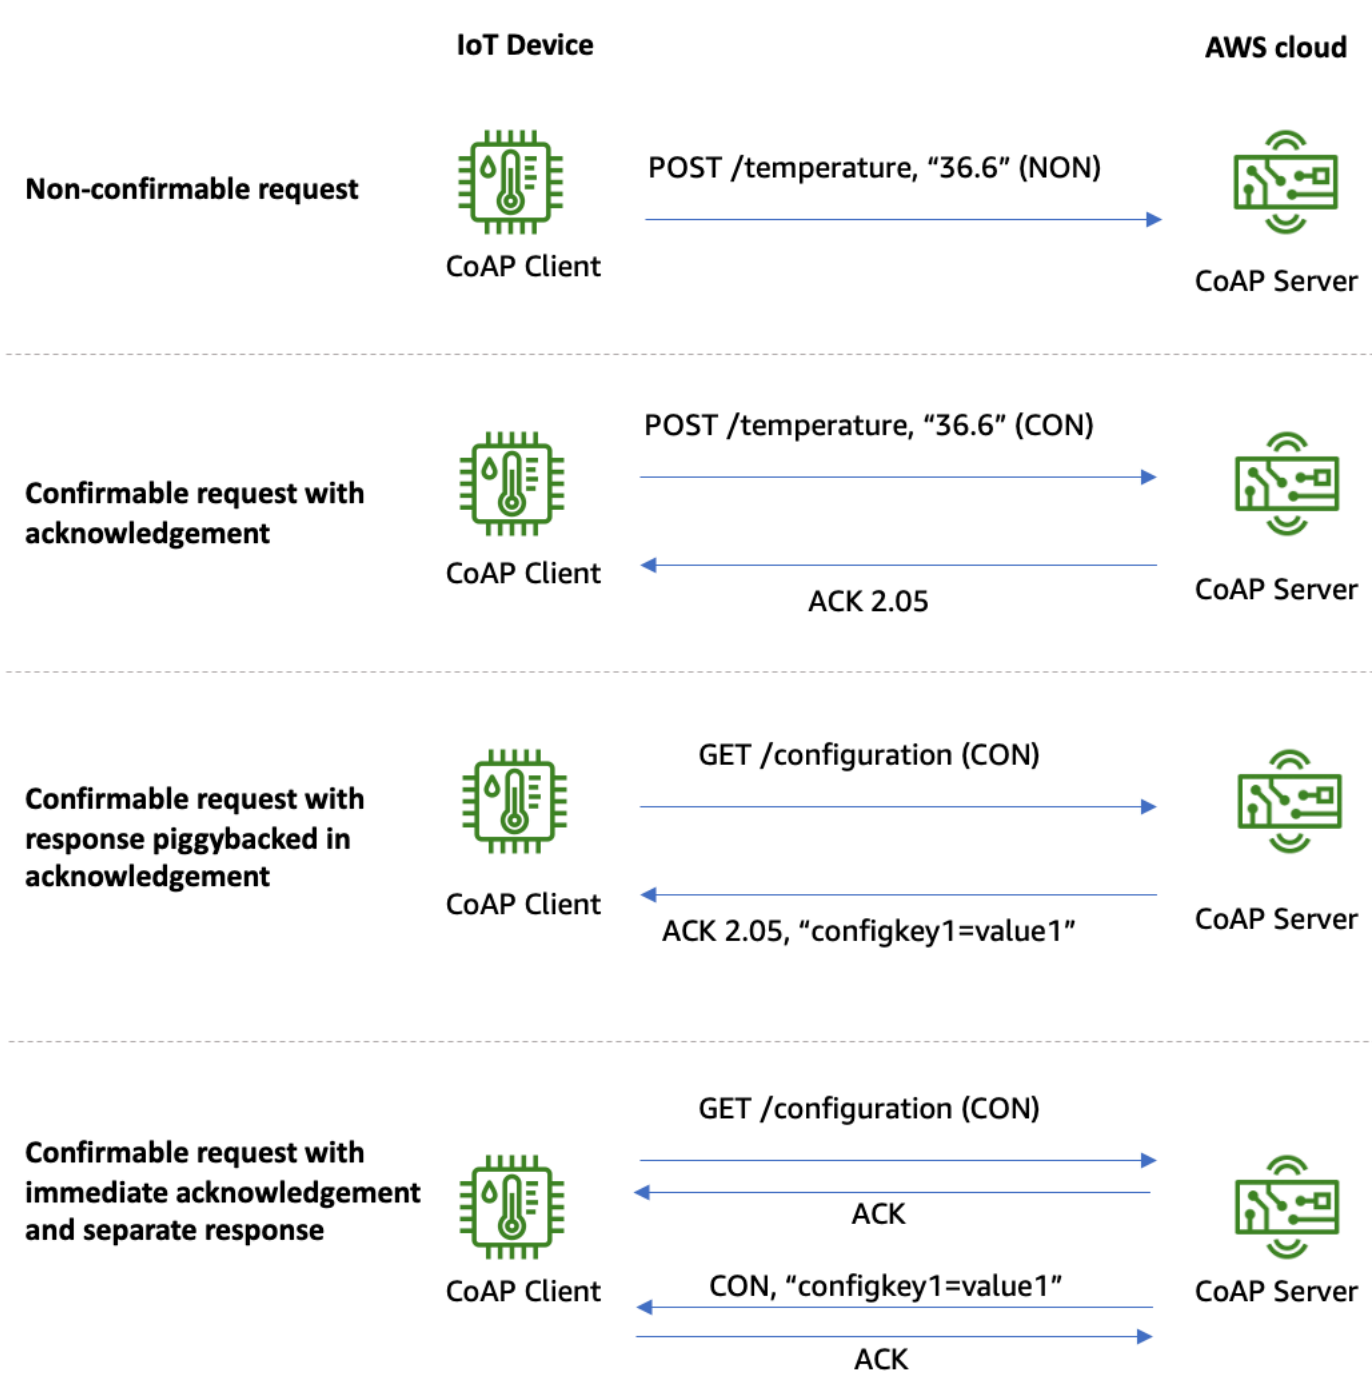 IoT Device
AWS cloud
Non-confirmable request
POST /temperature, “36.6” (NON)
CoAP Client
CoAP Server
Confirmable request with
acknowledgement
POST /temperature, “36.6” (CON)
ACK 2.05
CoAP Client
CoAP Server
Confirmable request with
response piggybacked in
acknowledgement
GET /configuration (CON)
ACK 2.05, “configkey1=value1”
CoAP Client
CoAP Server
Confirmable request with
immediate acknowledgement
and separate response
GET /configuration (CON)
ACK
CON, “configkey1=value1”
ACK
CoAP Client
CoAP Server